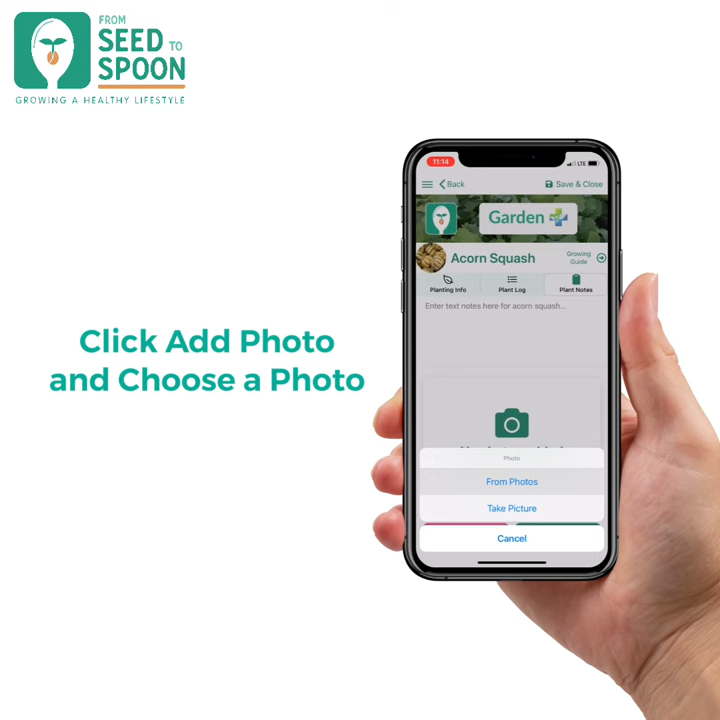 FROM
SEED TO
SPOON
GROWING A HEALTHY LIFESTYLE
11:14
LTE
Back
Save & Close
Garden
Acorn Squash
Growing
Guide
Planting Info
Plant Log
Plant Notes
Enter text notes here for acorn squash...
Click Add Photo
and Choose a Photo
Photo
From Photos
Take Picture
Cancel